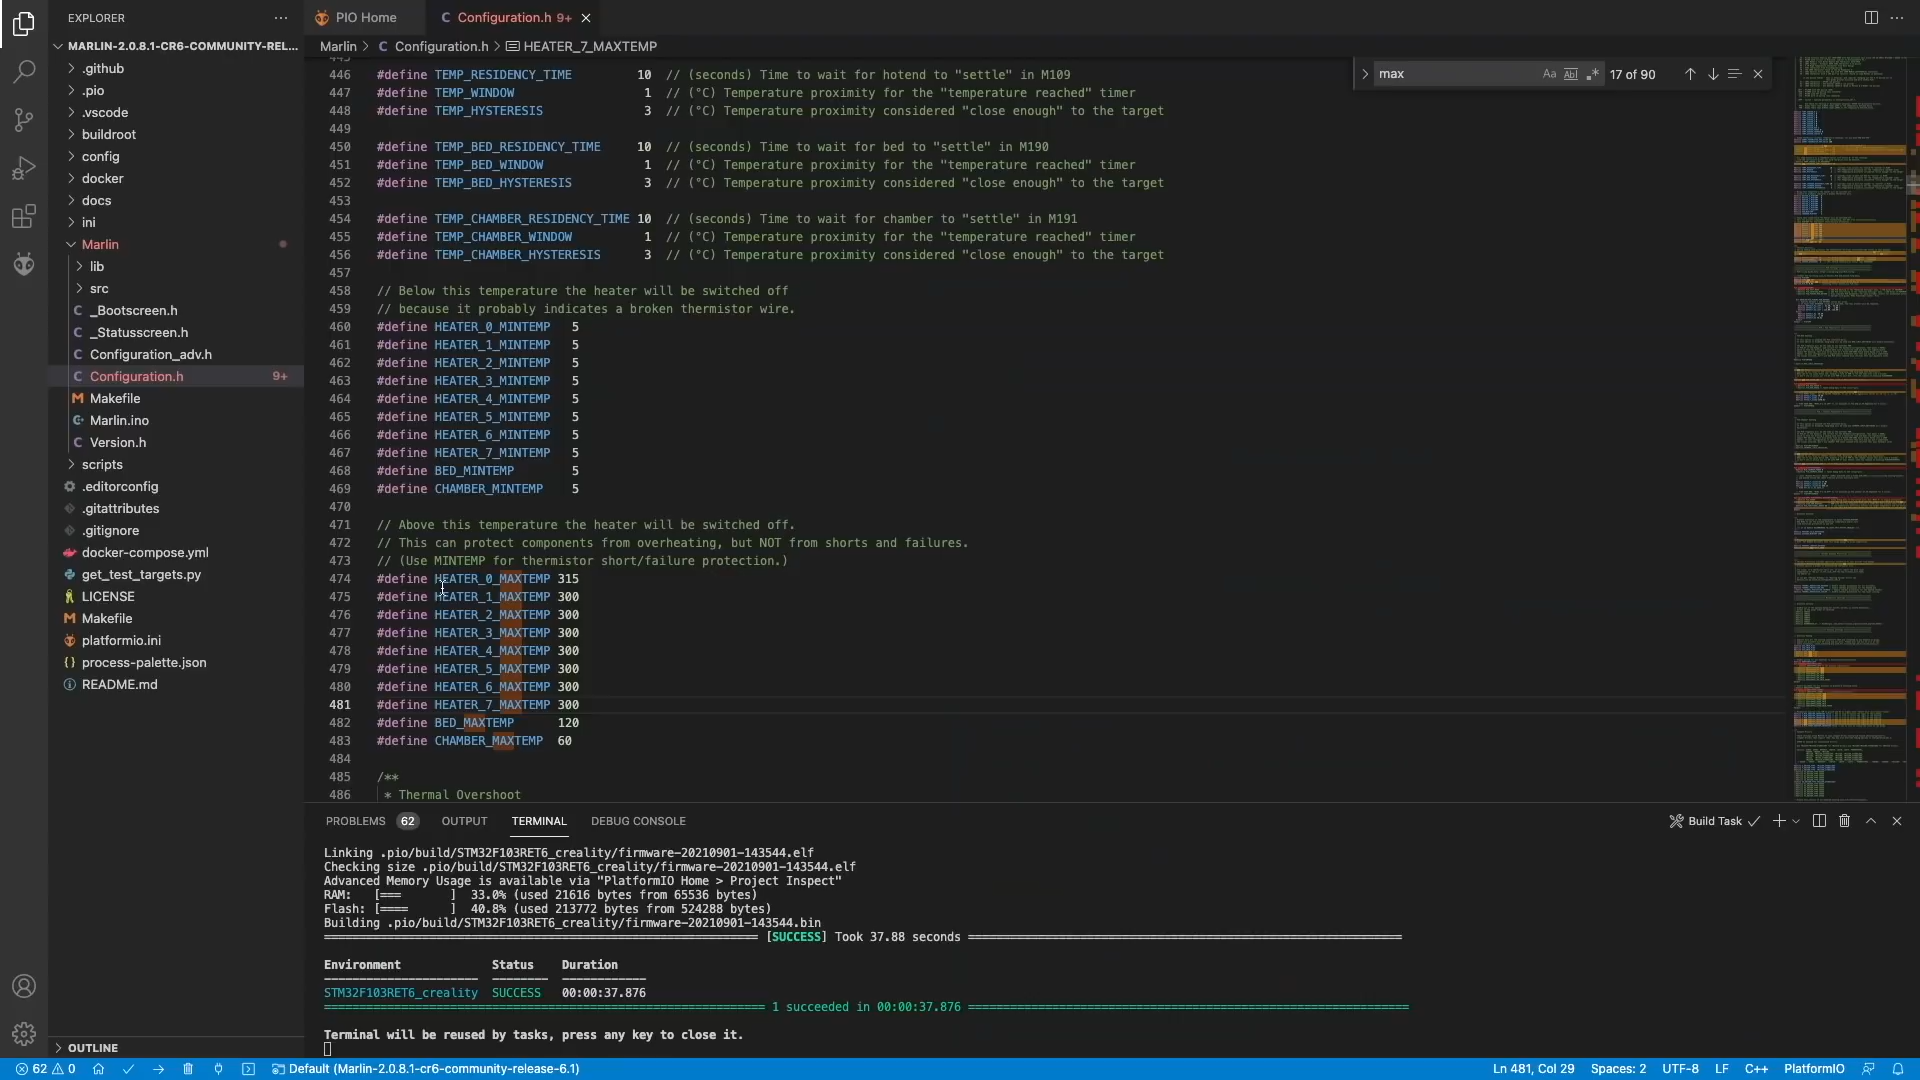 EXPLORER
MARLIN-2.0.8.1-CR6-COMMUNITY-REL...
.github
.pio
.vscode
buildroot
config
docker
docs
ini
Marlin
lib
src
_Bootscreen.h
_Statusscreen.h
Configuration_adv.h
Configuration.h 9+
Makefile
Marlin.ino
Version.h
scripts
.editorconfig
.gitattributes
.gitignore
docker-compose.yml
get_test_targets.py
LICENSE
Makefile
platformio.ini
process-palette.json
README.md
OUTLINE
PIO Home
Configuration.h 9+
Marlin > Configuration.h > HEATER_7_MAXTEMP
max
Aa Abl .* 17 of 90
445
446 #define TEMP_RESIDENCY_TIME 10 // (seconds) Time to wait for hotend to "settle" in M109
447 #define TEMP_WINDOW 1 // (°C) Temperature proximity for the "temperature reached" timer
448 #define TEMP_HYSTERESIS 3 // (°C) Temperature proximity considered "close enough" to the target
449
450 #define TEMP_BED_RESIDENCY_TIME 10 // (seconds) Time to wait for bed to "settle" in M190
451 #define TEMP_BED_WINDOW 1 // (°C) Temperature proximity for the "temperature reached" timer
452 #define TEMP_BED_HYSTERESIS 3 // (°C) Temperature proximity considered "close enough" to the target
453
454 #define TEMP_CHAMBER_RESIDENCY_TIME 10 // (seconds) Time to wait for chamber to "settle" in M191
455 #define TEMP_CHAMBER_WINDOW 1 // (°C) Temperature proximity for the "temperature reached" timer
456 #define TEMP_CHAMBER_HYSTERESIS 3 // (°C) Temperature proximity considered "close enough" to the target
457
458 // Below this temperature the heater will be switched off
459 // because it probably indicates a broken thermistor wire.
460 #define HEATER_0_MINTEMP 5
461 #define HEATER_1_MINTEMP 5
462 #define HEATER_2_MINTEMP 5
463 #define HEATER_3_MINTEMP 5
464 #define HEATER_4_MINTEMP 5
465 #define HEATER_5_MINTEMP 5
466 #define HEATER_6_MINTEMP 5
467 #define HEATER_7_MINTEMP 5
468 #define BED_MINTEMP 5
469 #define CHAMBER_MINTEMP 5
470
471 // Above this temperature the heater will be switched off.
472 // This can protect components from overheating, but NOT from shorts and failures.
473 // (Use MINTEMP for thermistor short/failure protection.)
474 #define HEATER_0_MAXTEMP 315
475 #define HEATER_1_MAXTEMP 300
476 #define HEATER_2_MAXTEMP 300
477 #define HEATER_3_MAXTEMP 300
478 #define HEATER_4_MAXTEMP 300
479 #define HEATER_5_MAXTEMP 300
480 #define HEATER_6_MAXTEMP 300
481 #define HEATER_7_MAXTEMP 300
482 #define BED_MAXTEMP 120
483 #define CHAMBER_MAXTEMP 60
484
485 /**
486 * Thermal Overshoot
PROBLEMS 62 OUTPUT TERMINAL DEBUG CONSOLE
Build Task
Linking .pio/build/STM32F103RET6_creality/firmware-20210901-143544.elf
Checking size .pio/build/STM32F103RET6_creality/firmware-20210901-143544.elf
Advanced Memory Usage is available via "PlatformIO Home > Project Inspect"
RAM: [=== ] 33.0% (used 21616 bytes from 65536 bytes)
Flash: [==== ] 40.8% (used 213772 bytes from 524288 bytes)
Building .pio/build/STM32F103RET6_creality/firmware-20210901-143544.bin
[SUCCESS] Took 37.88 seconds
Environment Status Duration
STM32F103RET6_creality SUCCESS 00:00:37.876
1 succeeded in 00:00:37.876
Terminal will be reused by tasks, press any key to close it.
62 0
Default (Marlin-2.0.8.1-cr6-community-release-6.1)
Ln 481, Col 29 Spaces: 2 UTF-8 LF C++ PlatformIO